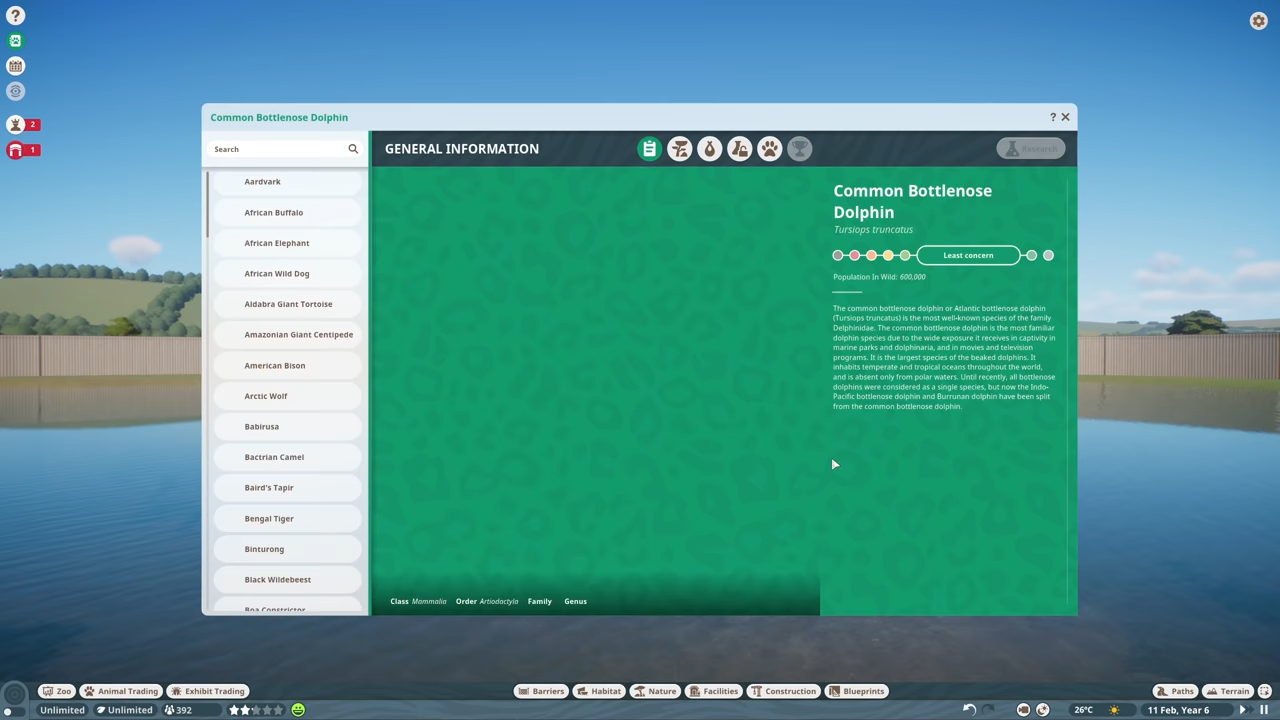 ?
2
1
Common Bottlenose Dolphin
?
Search
GENERAL INFORMATION
Research
Aardvark
African Buffalo
African Elephant
African Wild Dog
Aldabra Giant Tortoise
Amazonian Giant Centipede
American Bison
Arctic Wolf
Babirusa
Bactrian Camel
Baird's Tapir
Bengal Tiger
Binturong
Black Wildebeest
Boa Constrictor
Common Bottlenose
Dolphin
Tursiops truncatus
Least concern
Population In Wild: 600,000
The common bottlenose dolphin or Atlantic bottlenose dolphin
(Tursiops truncatus) is the most well-known species of the family
Delphinidae. The common bottlenose dolphin is the most familiar
dolphin species due to the wide exposure it receives in captivity in
marine parks and dolphinaria, and in movies and television
programs. It is the largest species of the beaked dolphins. It
inhabits temperate and tropical oceans throughout the world,
and is absent only from polar waters. Until recently, all bottlenose
dolphins were considered as a single species, but now the Indo-
Pacific bottlenose dolphin and Burrunan dolphin have been split
from the common bottlenose dolphin.
Class Mammalia Order Artiodactyla Family Genus
Zoo Animal Trading Exhibit Trading
Barriers Habitat Nature Facilities Construction Blueprints
Paths Terrain
Unlimited Unlimited 392
26°C 11 Feb, Year 6